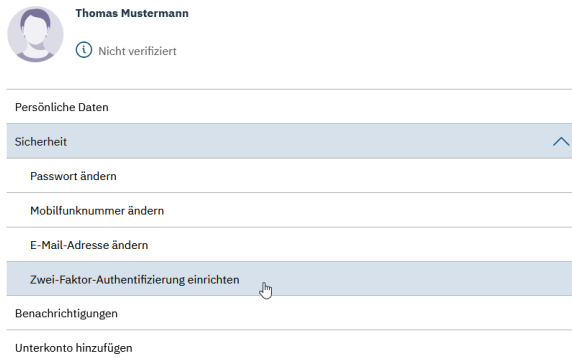 Thomas Mustermann
Nicht verifiziert
Persönliche Daten
Sicherheit
Passwort ändern
Mobilfunknummer ändern
E-Mail-Adresse ändern
Zwei-Faktor-Authentifizierung einrichten
Benachrichtigungen
Unterkonto hinzufügen